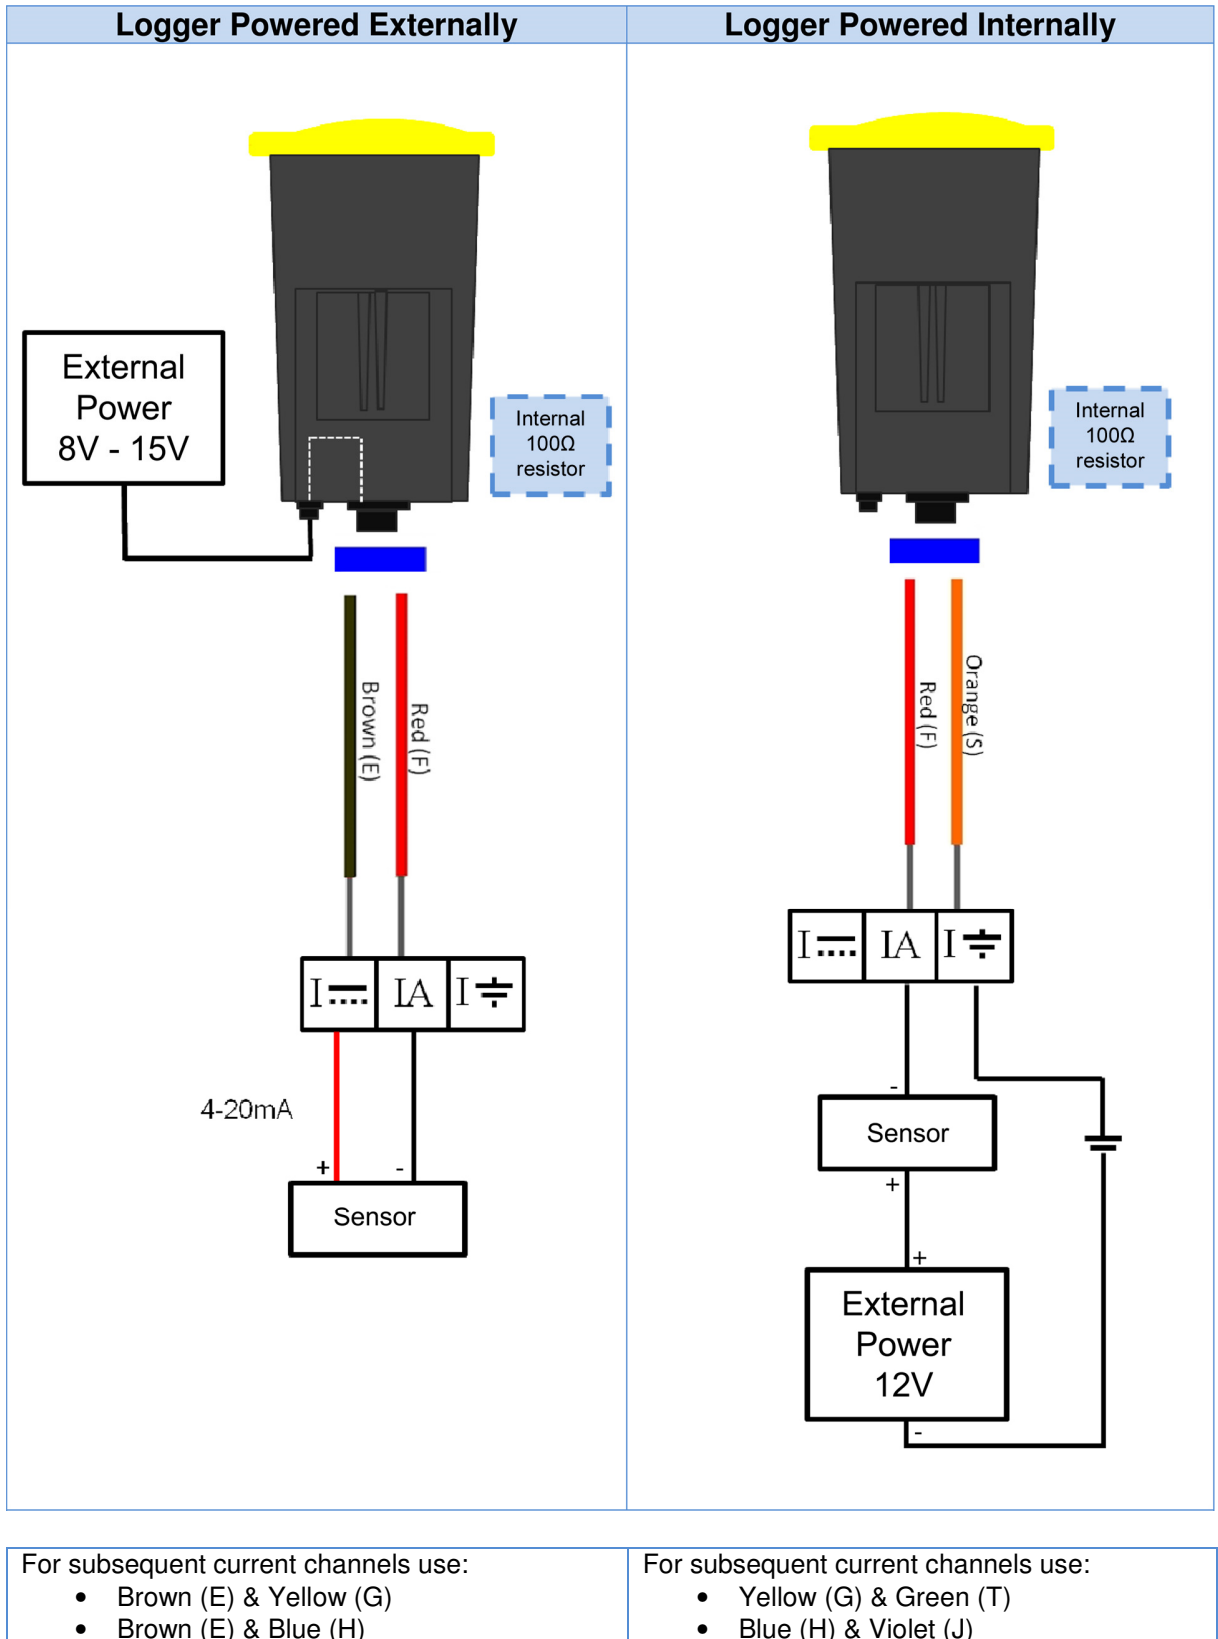 Logger Powered Externally
Logger Powered Internally
External
Power
8V - 15V
Internal
100Ω
resistor
Brown (E)
Red (F)
I
IA
I
4-20mA
+
-
Sensor
Internal
100Ω
resistor
Red (F)
Orange (S)
I
IA
I
-
Sensor
+
+
External
Power
12V
-
For subsequent current channels use:
• Brown (E) & Yellow (G)
• Brown (E) & Blue (H)
For subsequent current channels use:
• Yellow (G) & Green (T)
• Blue (H) & Violet (J)